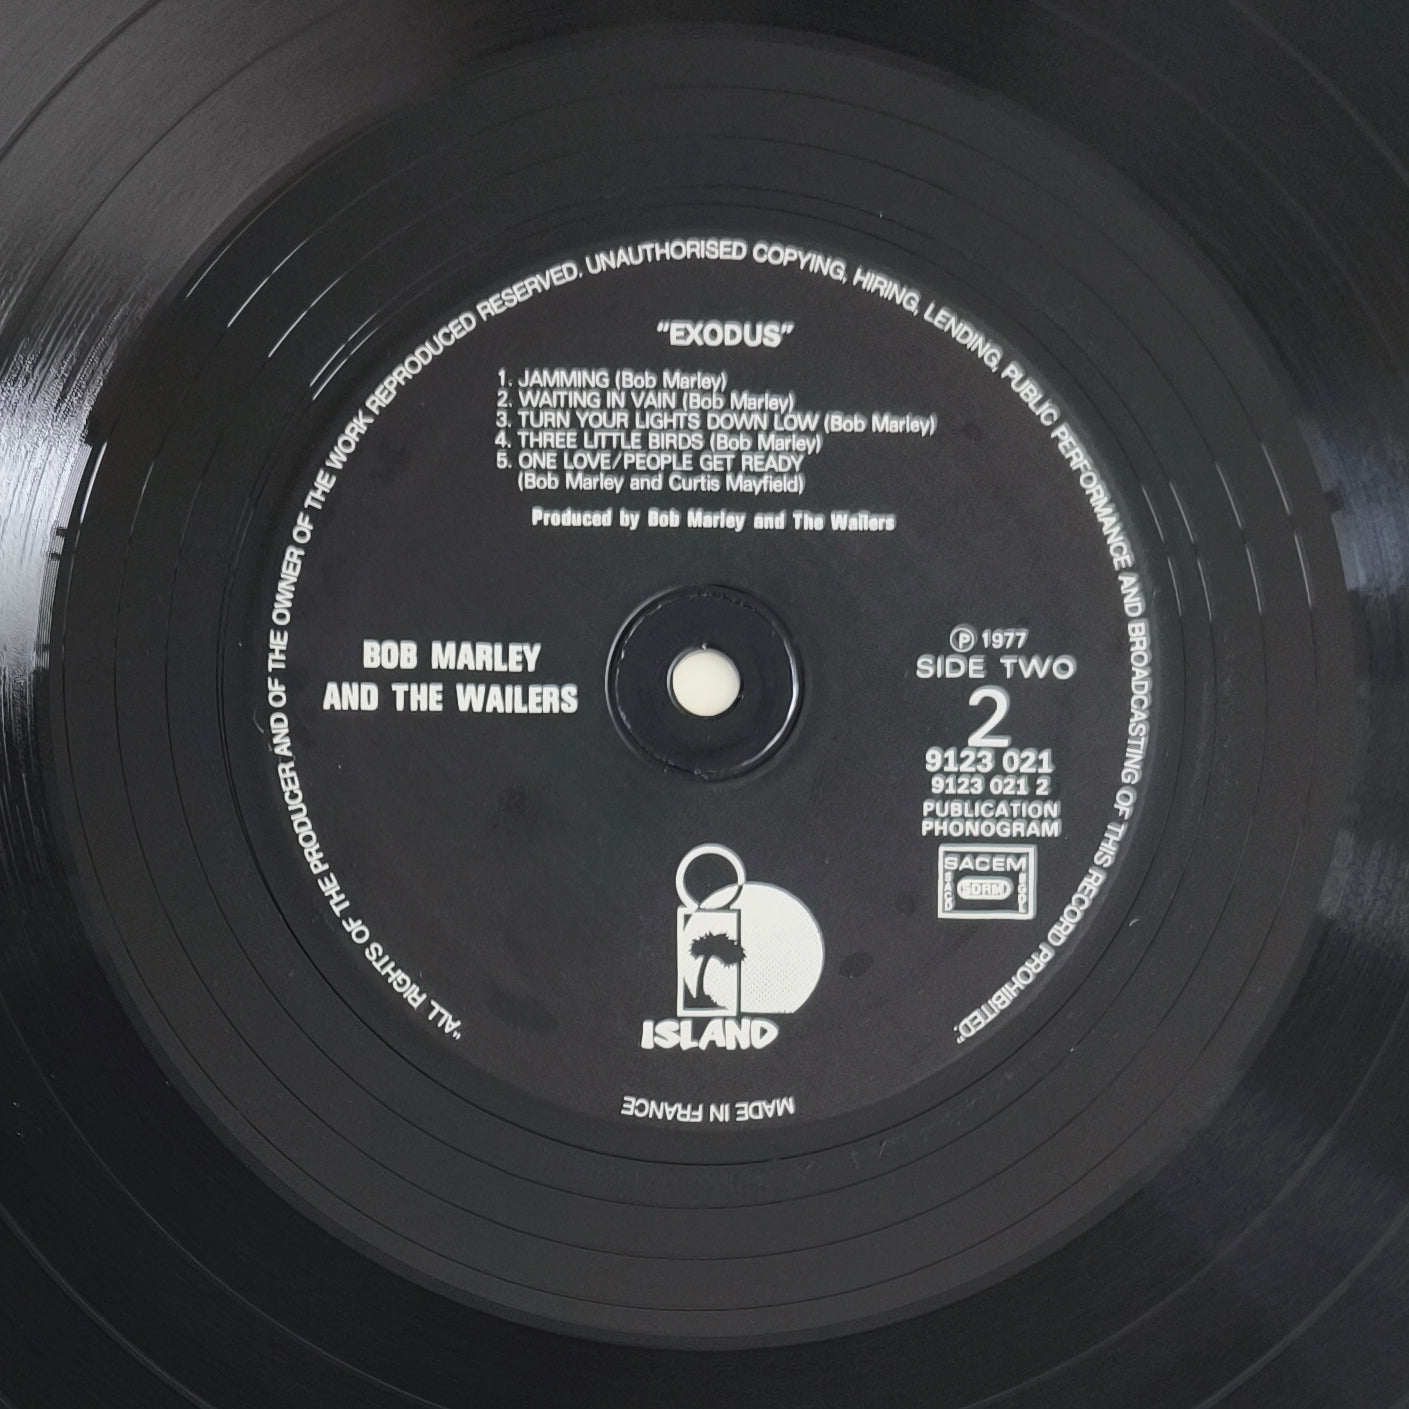 "ALL RIGHTS OF THE PRODUCER AND OF THE OWNER OF THE WORK REPRODUCED RESERVED. UNAUTHORISED COPYING, HIRING, LENDING, PUBLIC PERFORMANCE AND BROADCASTING OF THIS RECORD PROHIBITED."
"EXODUS"
1. JAMMING (Bob Marley)
2. WAITING IN VAIN (Bob Marley)
3. TURN YOUR LIGHTS DOWN LOW (Bob Marley)
4. THREE LITTLE BIRDS (Bob Marley)
5. ONE LOVE/PEOPLE GET READY
(Bob Marley and Curtis Mayfield)
Produced by Bob Marley and The Wailers
BOB MARLEY
AND THE WAILERS
Ⓟ 1977
SIDE TWO
2
9123 021
9123 021 2
PUBLICATION
PHONOGRAM
SACEM
SACD
SDRM
SGDL
ISLAND
MADE IN FRANCE